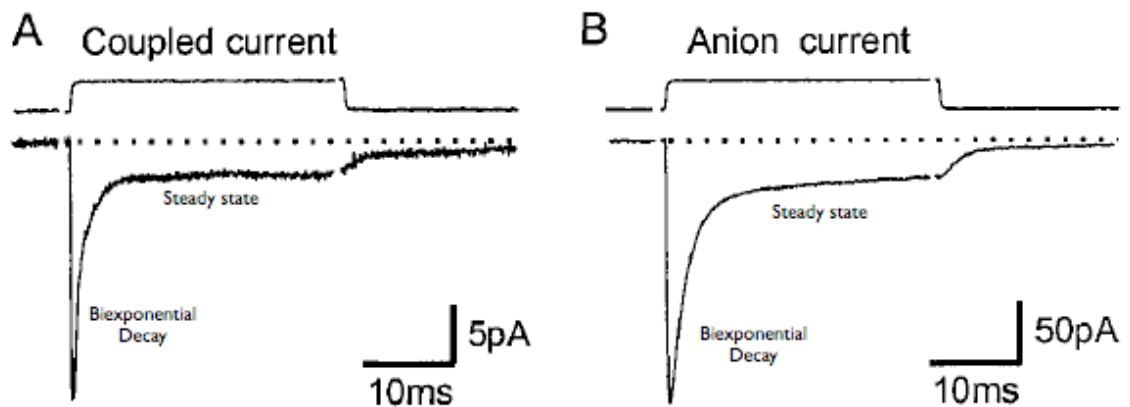 A
Coupled current
Steady state
Biexponential
Decay
5pA
10ms
B
Anion current
Steady state
Biexponential
Decay
50pA
10ms